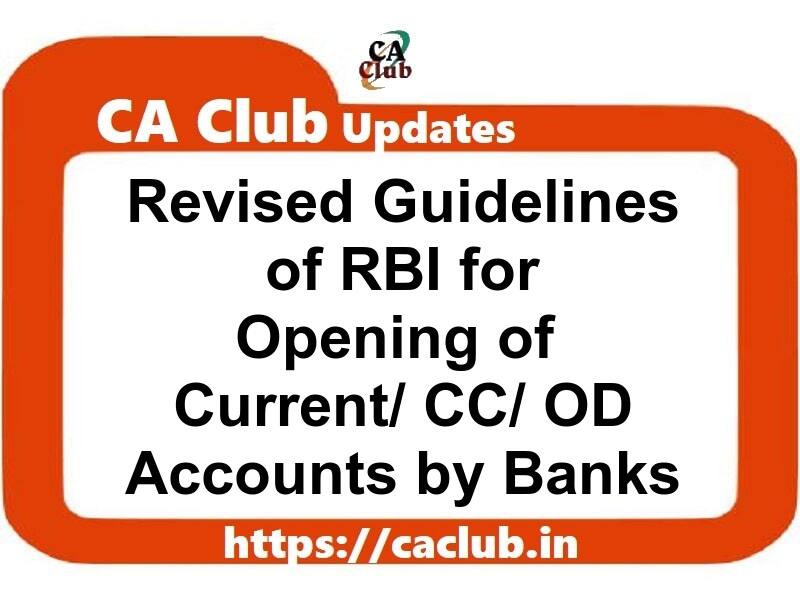 CA
Club
CA Club Updates
Revised Guidelines
of RBI for
Opening of
Current/ CC/ OD
Accounts by Banks
https://caclub.in